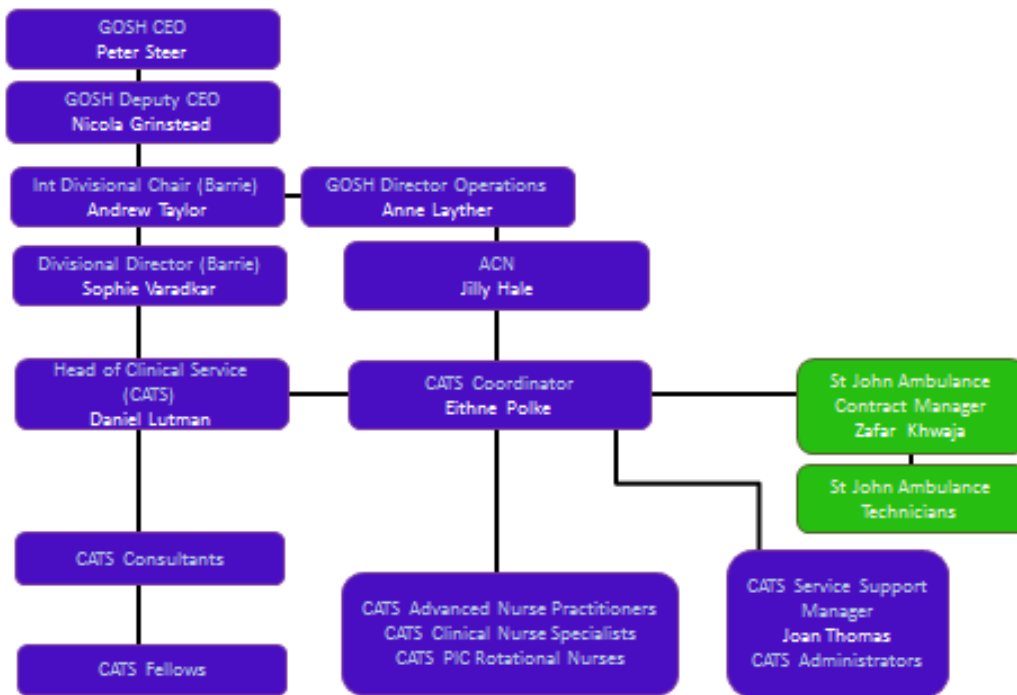 GOSH CEO
Peter Steer
GOSH Deputy CEO
Nicola Grinstead
Int Divisional Chair (Barrie)
Andrew Taylor
GOSH Director Operations
Anne Layther
Divisional Director (Barrie)
Sophie Varadkar
ACN
Jilly Hale
Head of Clinical Service
(CATS)
Daniel Lutman
CATS Coordinator
Eithne Polke
St John Ambulance
Contract Manager
Zafar Khwaja
St John Ambulance
Technicians
CATS Consultants
CATS Fellows
CATS Advanced Nurse Practitioners
CATS Clinical Nurse Specialists
CATS PIC Rotational Nurses
CATS Service Support
Manager
Joan Thomas
CATS Administrators